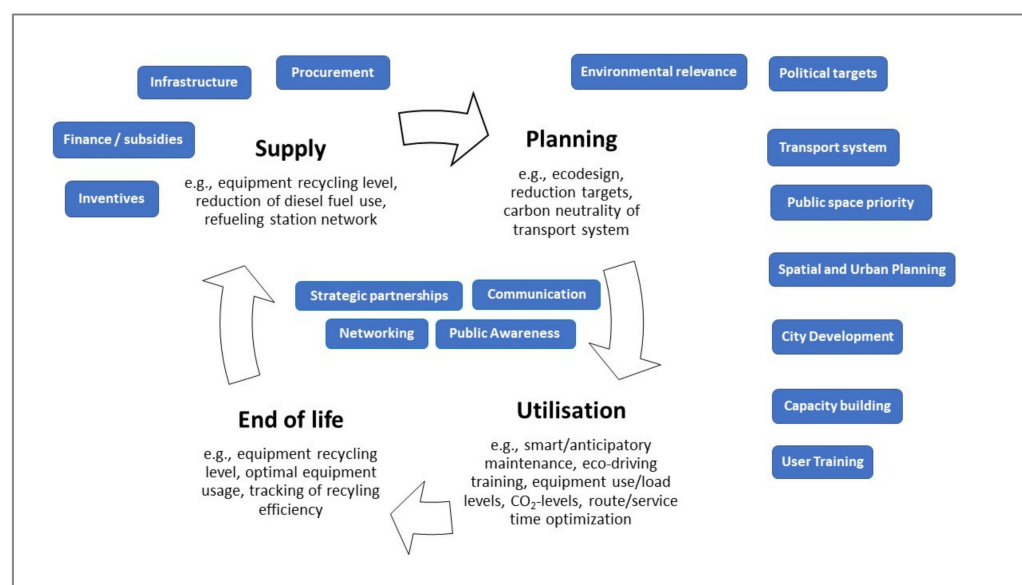 Infrastructure
Procurement
Finance / subsidies
Inventives
Supply
e.g., equipment recycling level,
reduction of diesel fuel use,
refueling station network
Planning
e.g., ecodesign,
reduction targets,
carbon neutrality of
transport system
Environmental relevance
Political targets
Transport system
Public space priority
Spatial and Urban Planning
City Development
Capacity building
User Training
Strategic partnerships
Communication
Networking
Public Awareness
End of life
e.g., equipment recycling
level, optimal equipment
usage, tracking of recyling
efficiency
Utilisation
e.g., smart/anticipatory
maintenance, eco-driving
training, equipment use/load
levels, CO₂-levels, route/service
time optimization